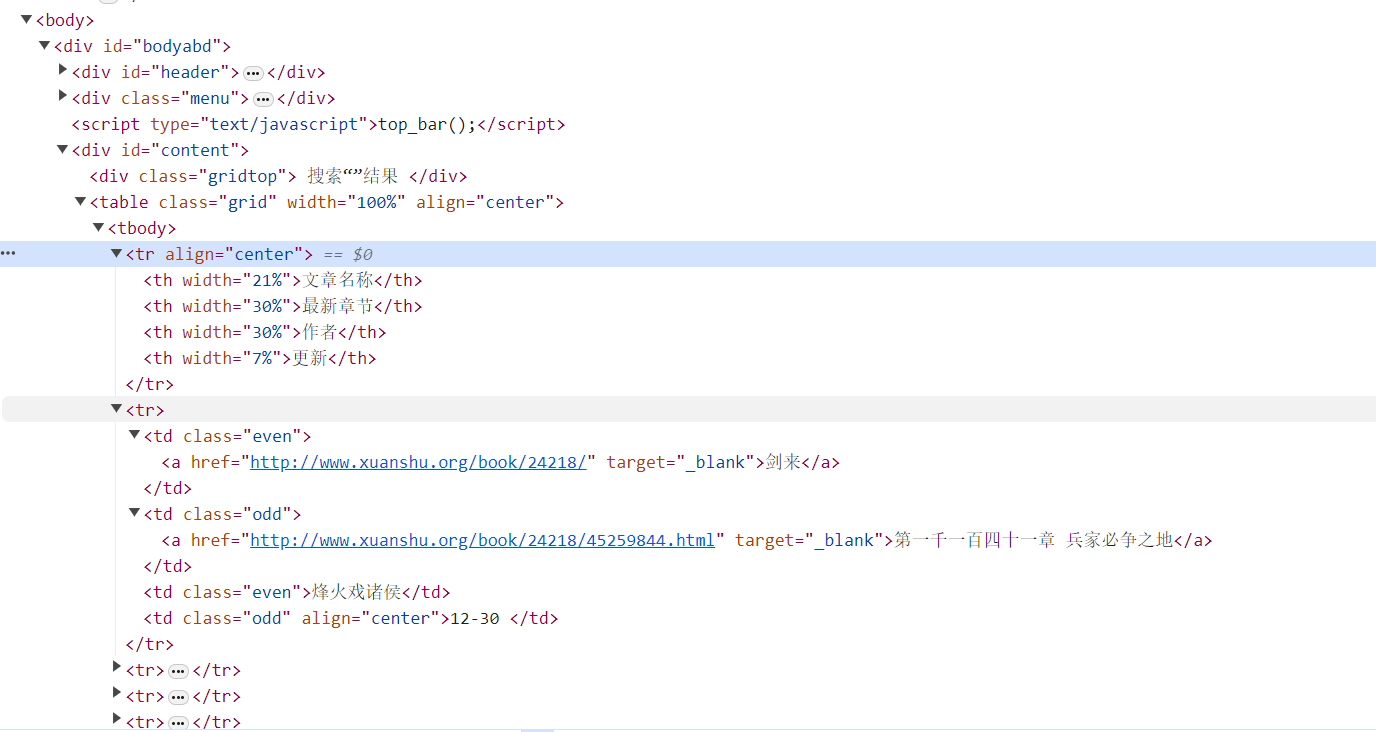 <body>
<div id="bodyabd">
<div id="header">…</div>
<div class="menu">…</div>
<script type="text/javascript">top_bar();</script>
<div id="content">
<div class="gridtop"> 搜索“”结果 </div>
<table class="grid" width="100%" align="center">
<tbody>
<tr align="center"> == $0
<th width="21%">文章名称</th>
<th width="30%">最新章节</th>
<th width="30%">作者</th>
<th width="7%">更新</th>
</tr>
<tr>
<td class="even">
<a href="http://www.xuanshu.org/book/24218/" target="_blank">剑来</a>
</td>
<td class="odd">
<a href="http://www.xuanshu.org/book/24218/45259844.html" target="_blank">第一千一百四十一章 兵家必争之地</a>
</td>
<td class="even">烽火戏诸侯</td>
<td class="odd" align="center">12-30 </td>
</tr>
<tr>…</tr>
<tr>…</tr>
<tr>…</tr>